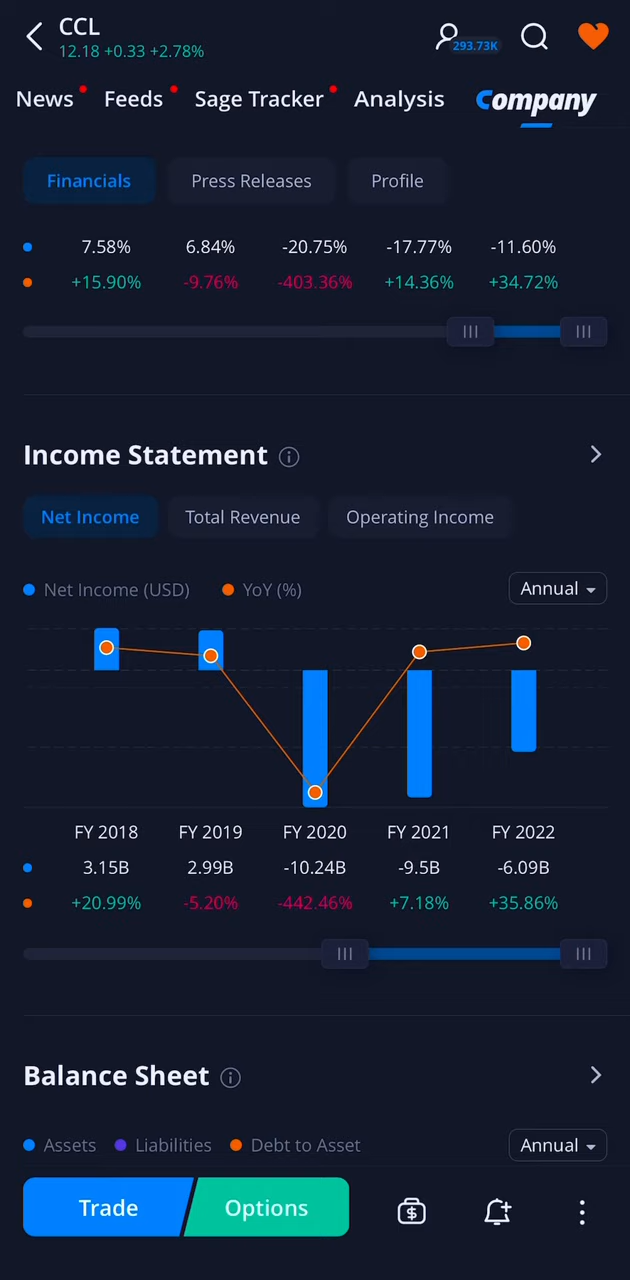 CCL
12.18 +0.33 +2.78%
293.73K
News Feeds Sage Tracker Analysis Company
Financials Press Releases Profile
7.58% 6.84% -20.75% -17.77% -11.60%
+15.90% -9.76% -403.36% +14.36% +34.72%
Income Statement
Net Income Total Revenue Operating Income
Net Income (USD) YoY (%) Annual
FY 2018 FY 2019 FY 2020 FY 2021 FY 2022
3.15B 2.99B -10.24B -9.5B -6.09B
+20.99% -5.20% -442.46% +7.18% +35.86%
Balance Sheet
Assets Liabilities Debt to Asset Annual
Trade Options